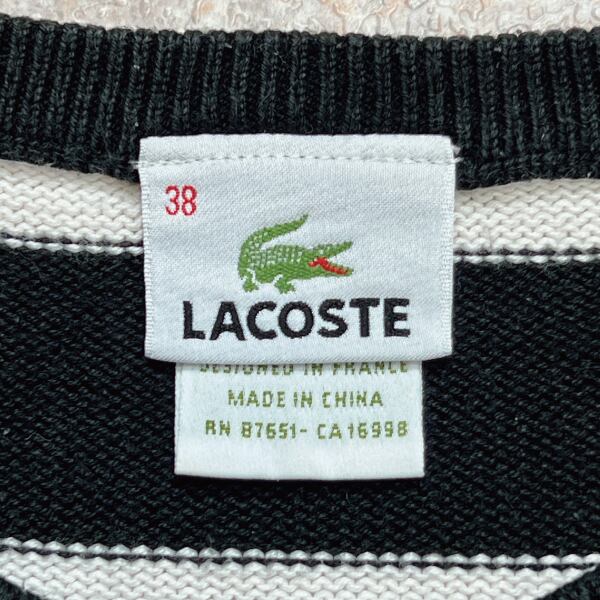 38
LACOSTE
DESIGNED IN FRANCE
MADE IN CHINA
RN 87651- CA16998